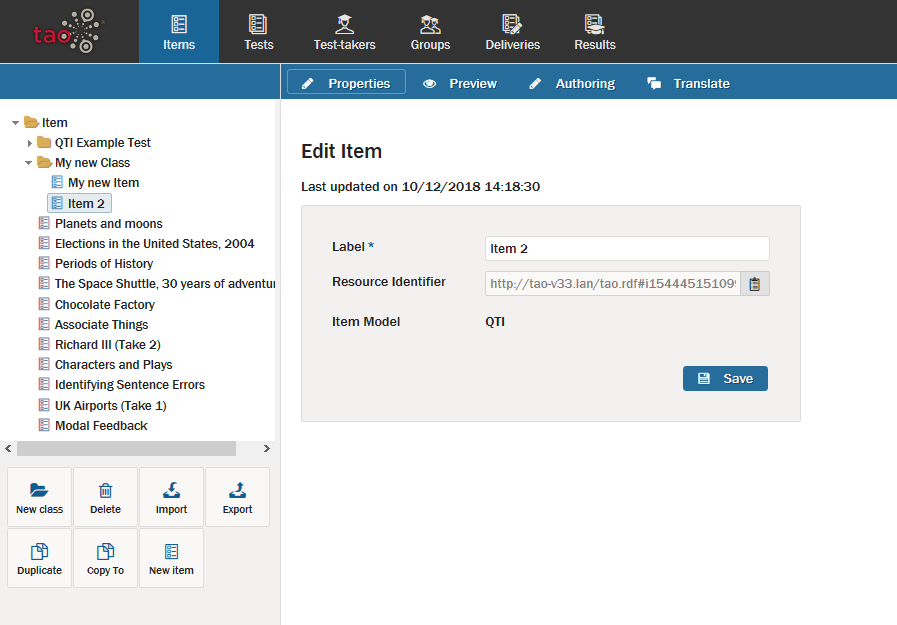 tao
Items
Tests
Test-takers
Groups
Deliveries
Results
Properties
Preview
Authoring
Translate
Item
QTI Example Test
My new Class
My new Item
Item 2
Planets and moons
Elections in the United States, 2004
Periods of History
The Space Shuttle, 30 years of adventur
Chocolate Factory
Associate Things
Richard III (Take 2)
Characters and Plays
Identifying Sentence Errors
UK Airports (Take 1)
Modal Feedback
New class
Delete
Import
Export
Duplicate
Copy To
New item
Edit Item
Last updated on 10/12/2018 14:18:30
Label *
Item 2
Resource Identifier
http://tao-v33.lan/tao.rdf#i154445151099
Item Model
QTI
Save